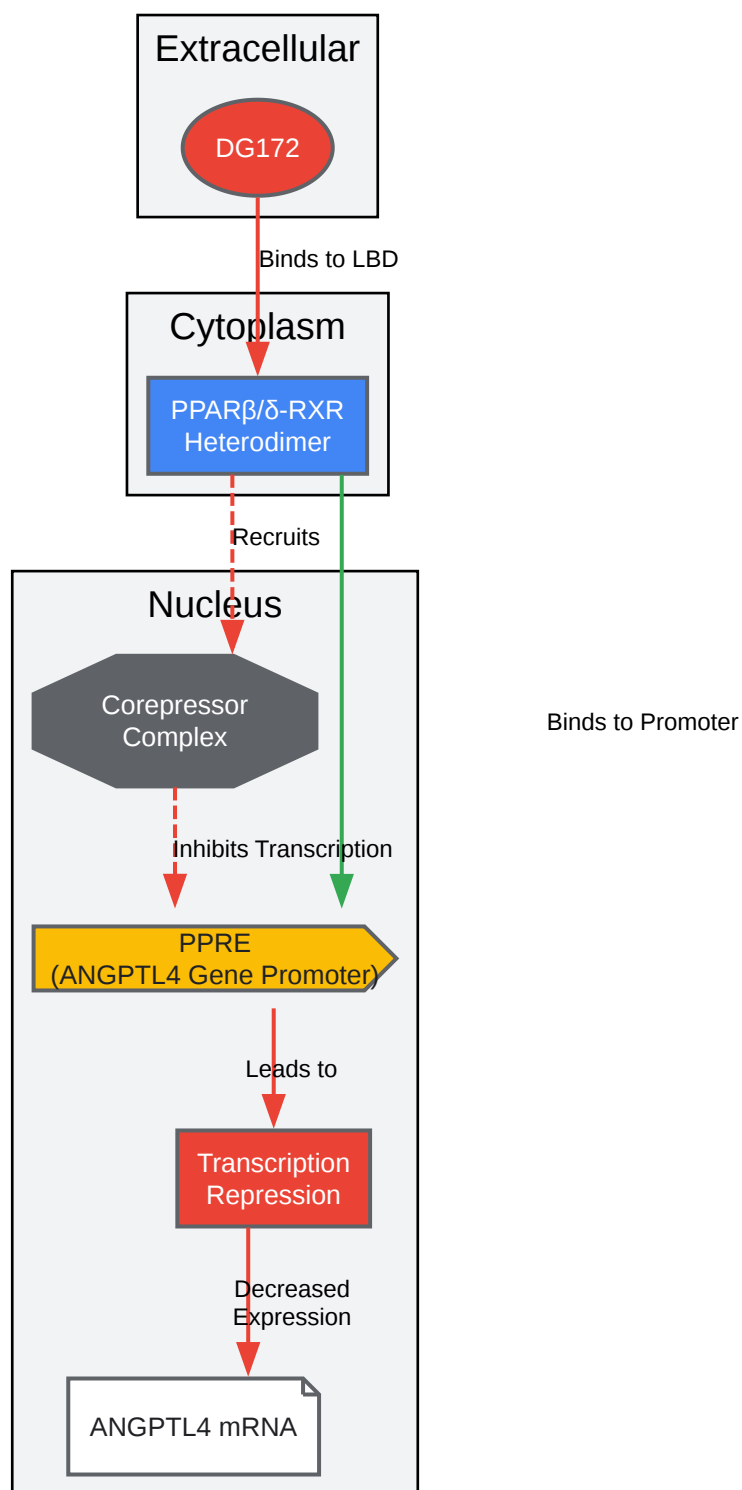 Extracellular
DG172
Binds to LBD
Cytoplasm
PPARβ/δ-RXR
Heterodimer
Recruits
Nucleus
Corepressor
Complex
Binds to Promoter
Inhibits Transcription
PPRE
(ANGPTL4 Gene Promoter)
Leads to
Transcription
Repression
Decreased
Expression
ANGPTL4 mRNA